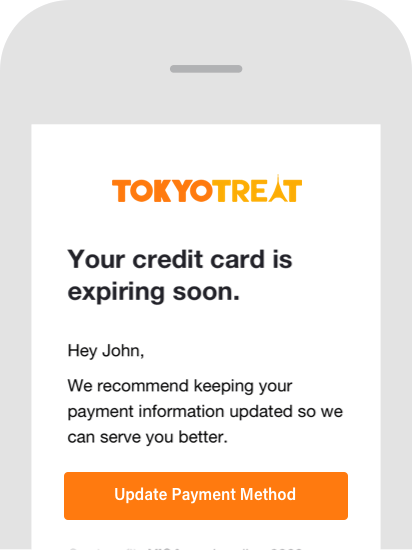 TOKYOTREAT
Your credit card is
expiring soon.
Hey John,
We recommend keeping your
payment information updated so we
can serve you better.
Update Payment Method